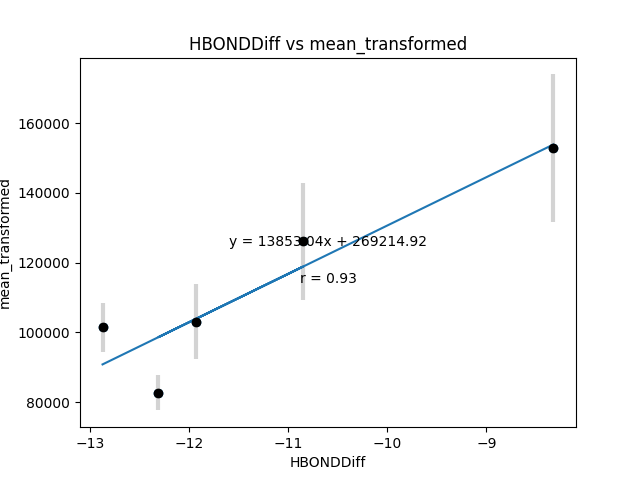 HBONDDiff vs mean_transformed
mean_transformed
160000
140000
120000
100000
80000
y = 13853.04x + 269214.92
r = 0.93
−13
−12
−11
−10
−9
HBONDDiff